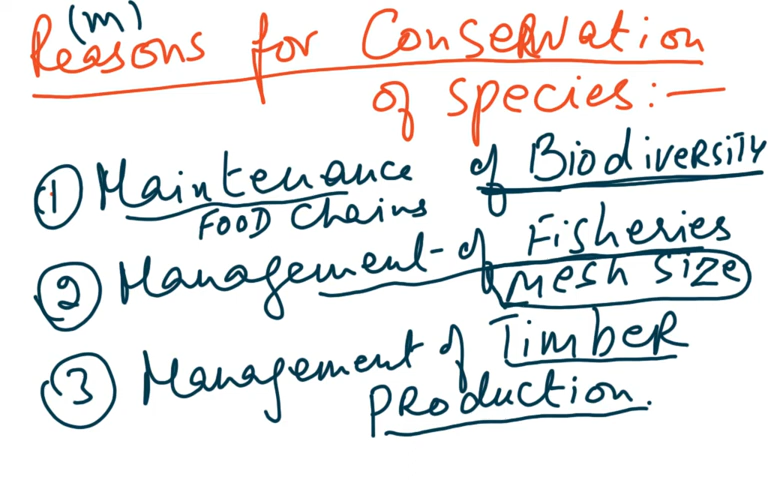 (m)
Reasons for Conservation
of species:—
① Maintenance of BiodiveRsiTy
FOOD Chains
② Management of Fisheries
Mesh Size
③ Management of TimbeR
PRoduction.